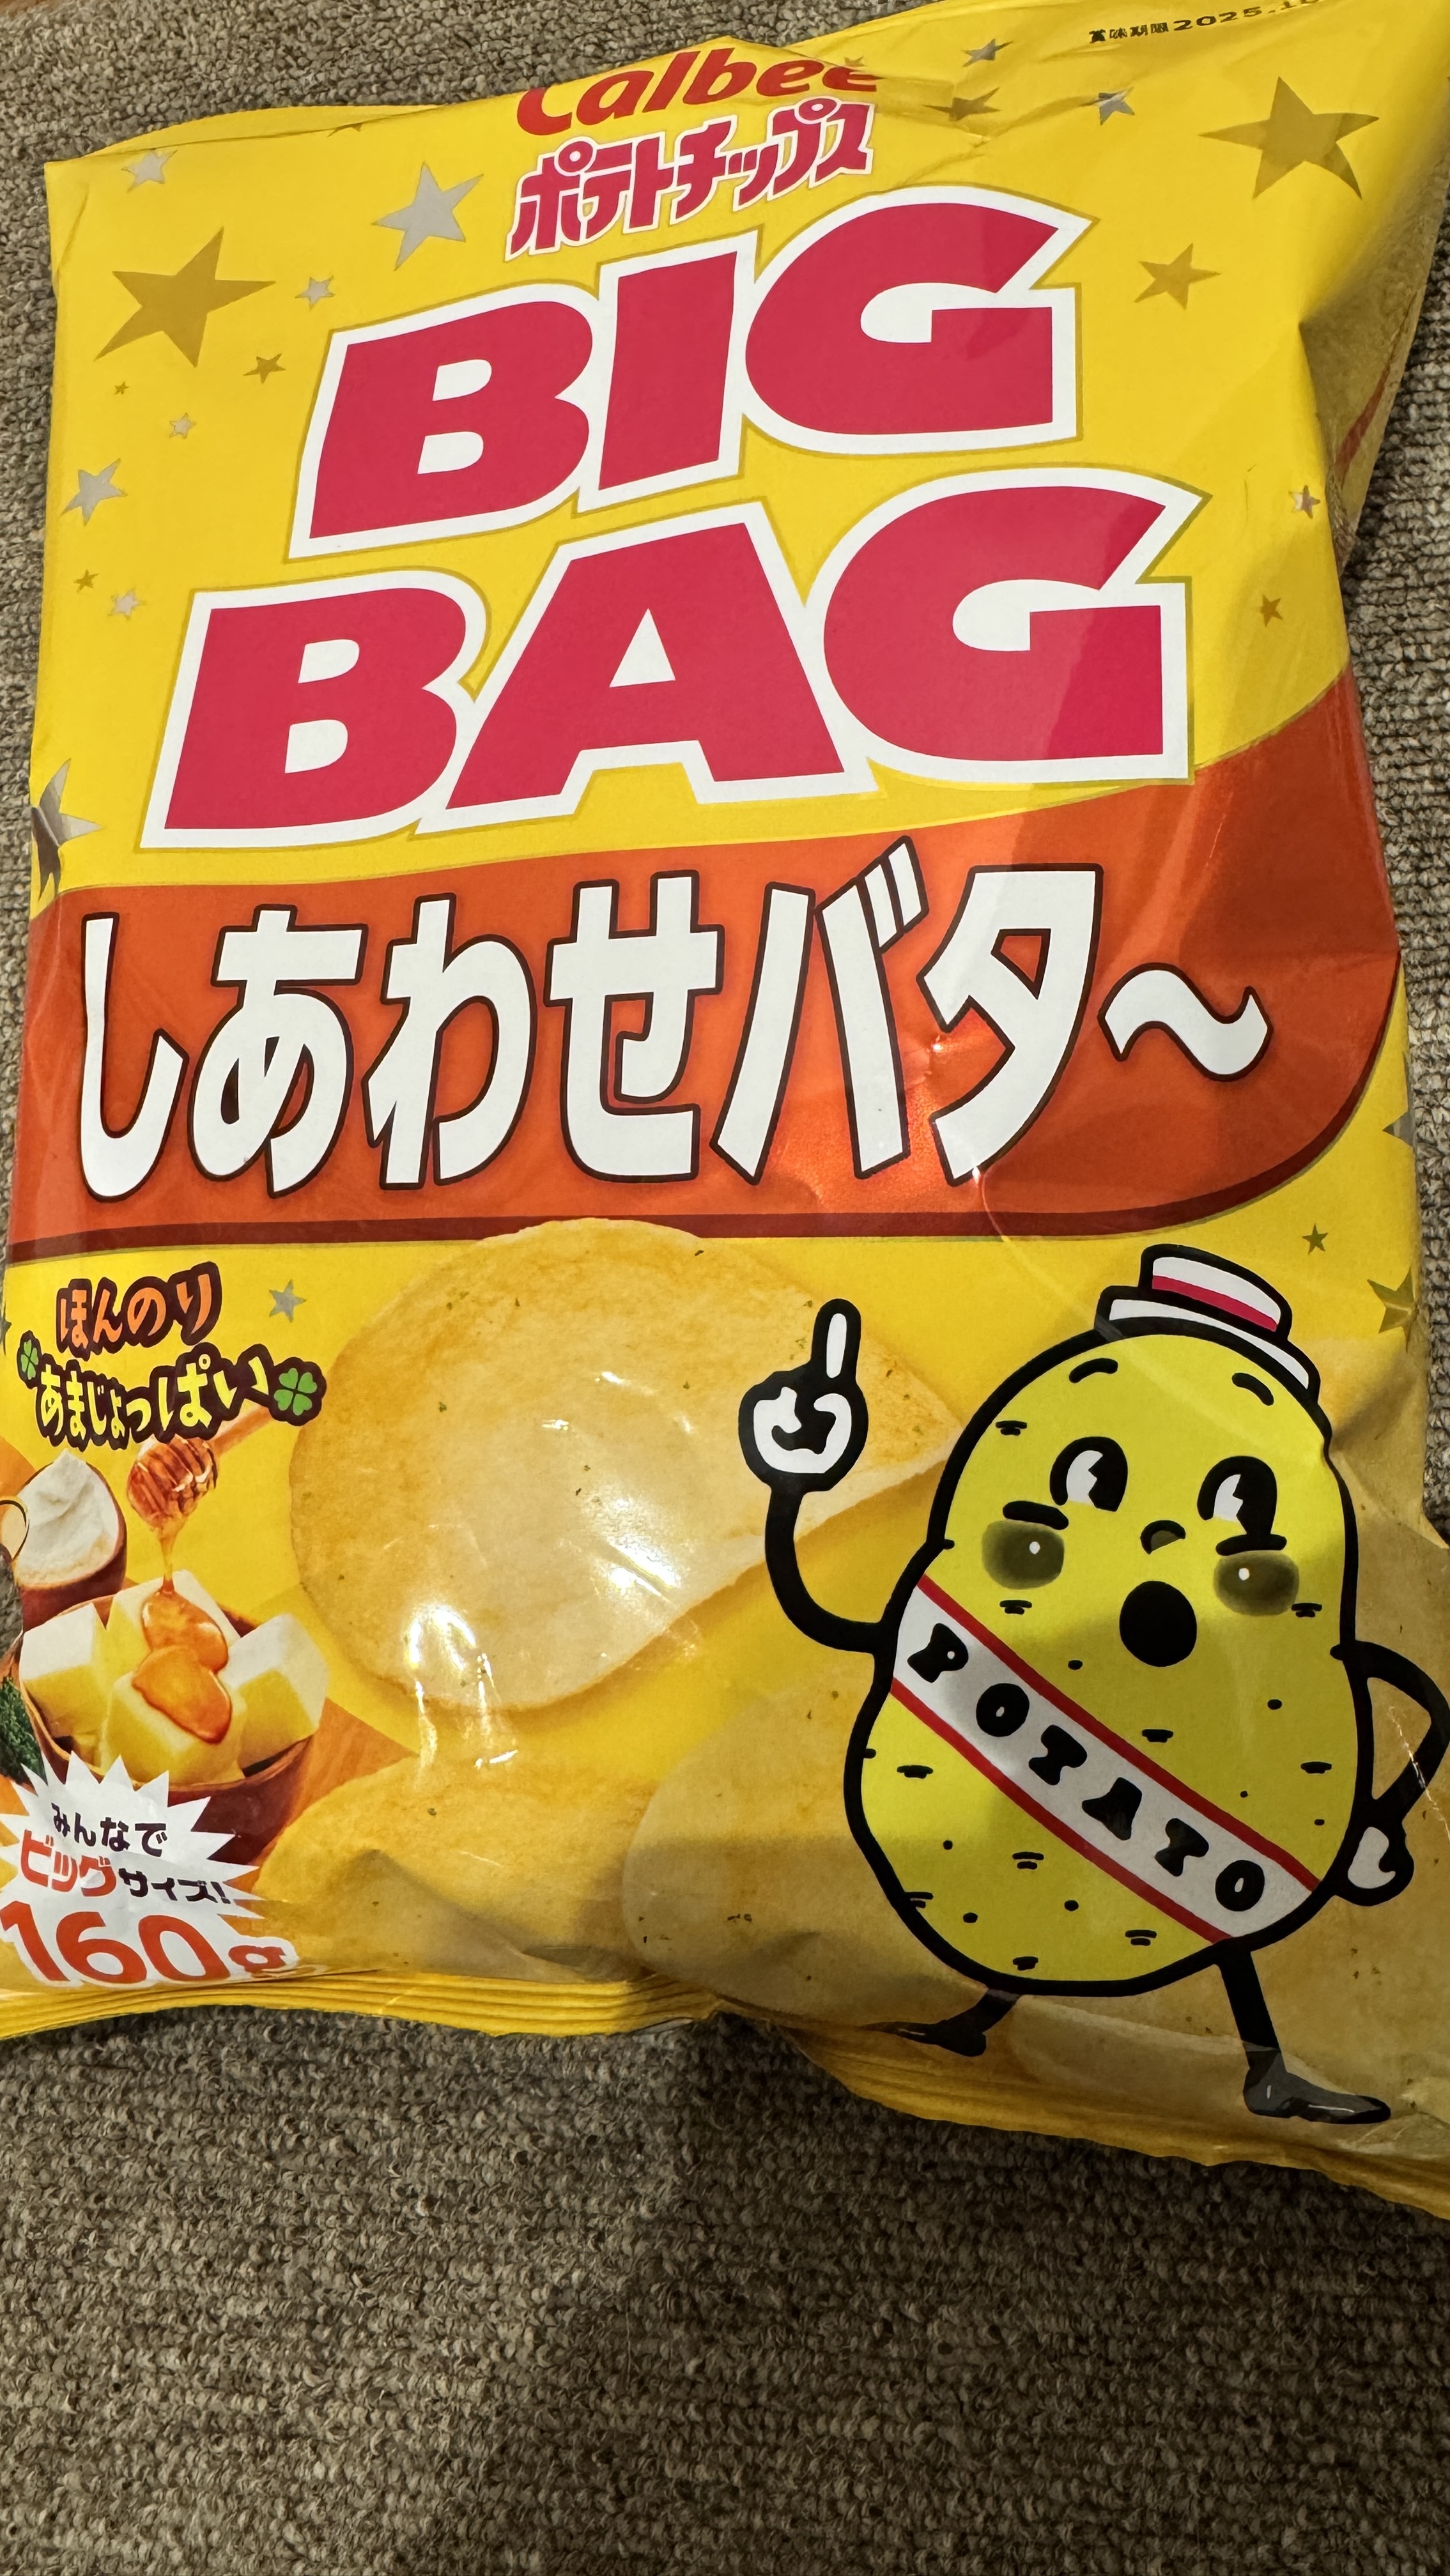 賞味期限 2025.10
Calbee
ポテトチップス
BIG
BAG
しあわせバタ～
ほんのり
あまじょっぱい
POTATO
みんなで
ビッグサイズ!
160g